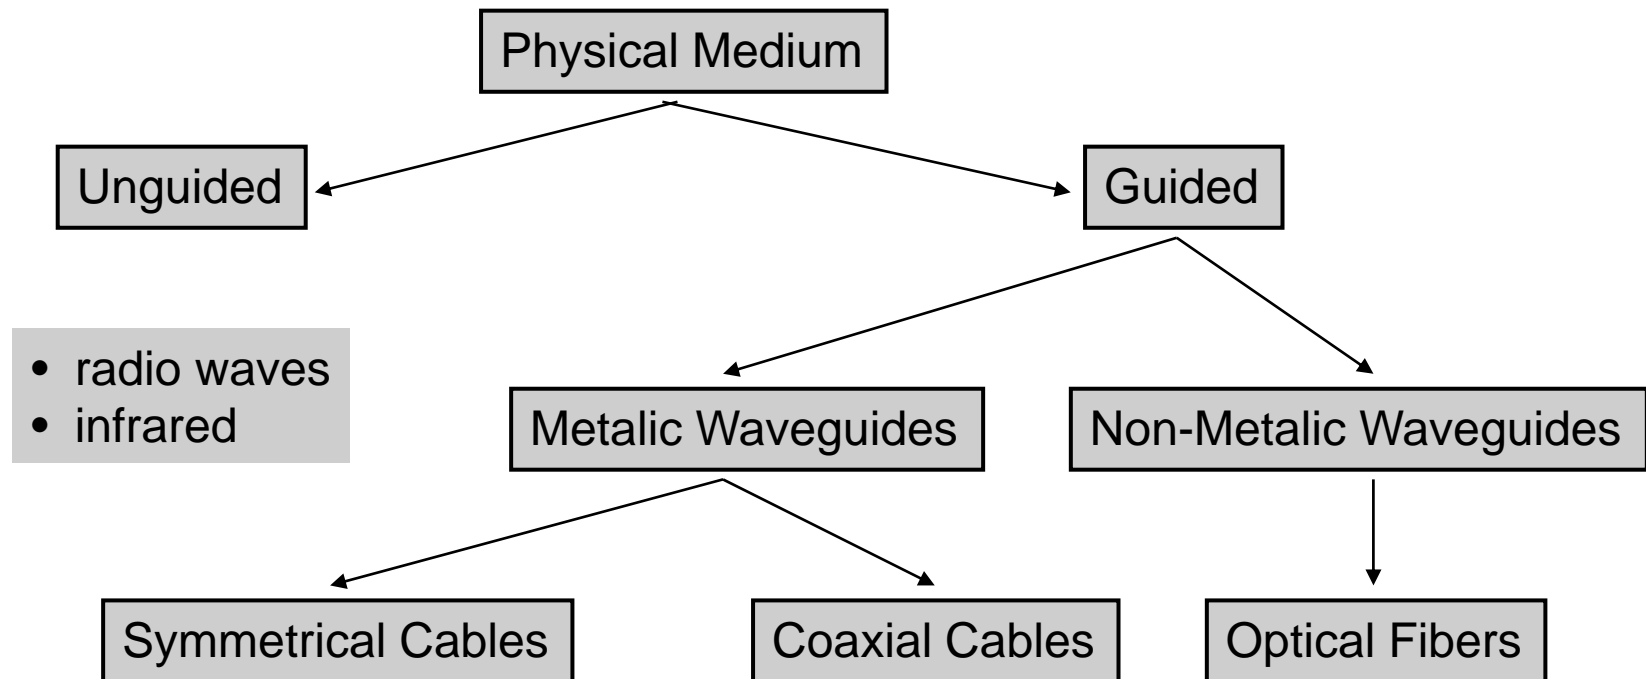 Physical Medium
Unguided
Guided
• radio waves
• infrared
Metalic Waveguides
Non-Metalic Waveguides
Symmetrical Cables
Coaxial Cables
Optical Fibers